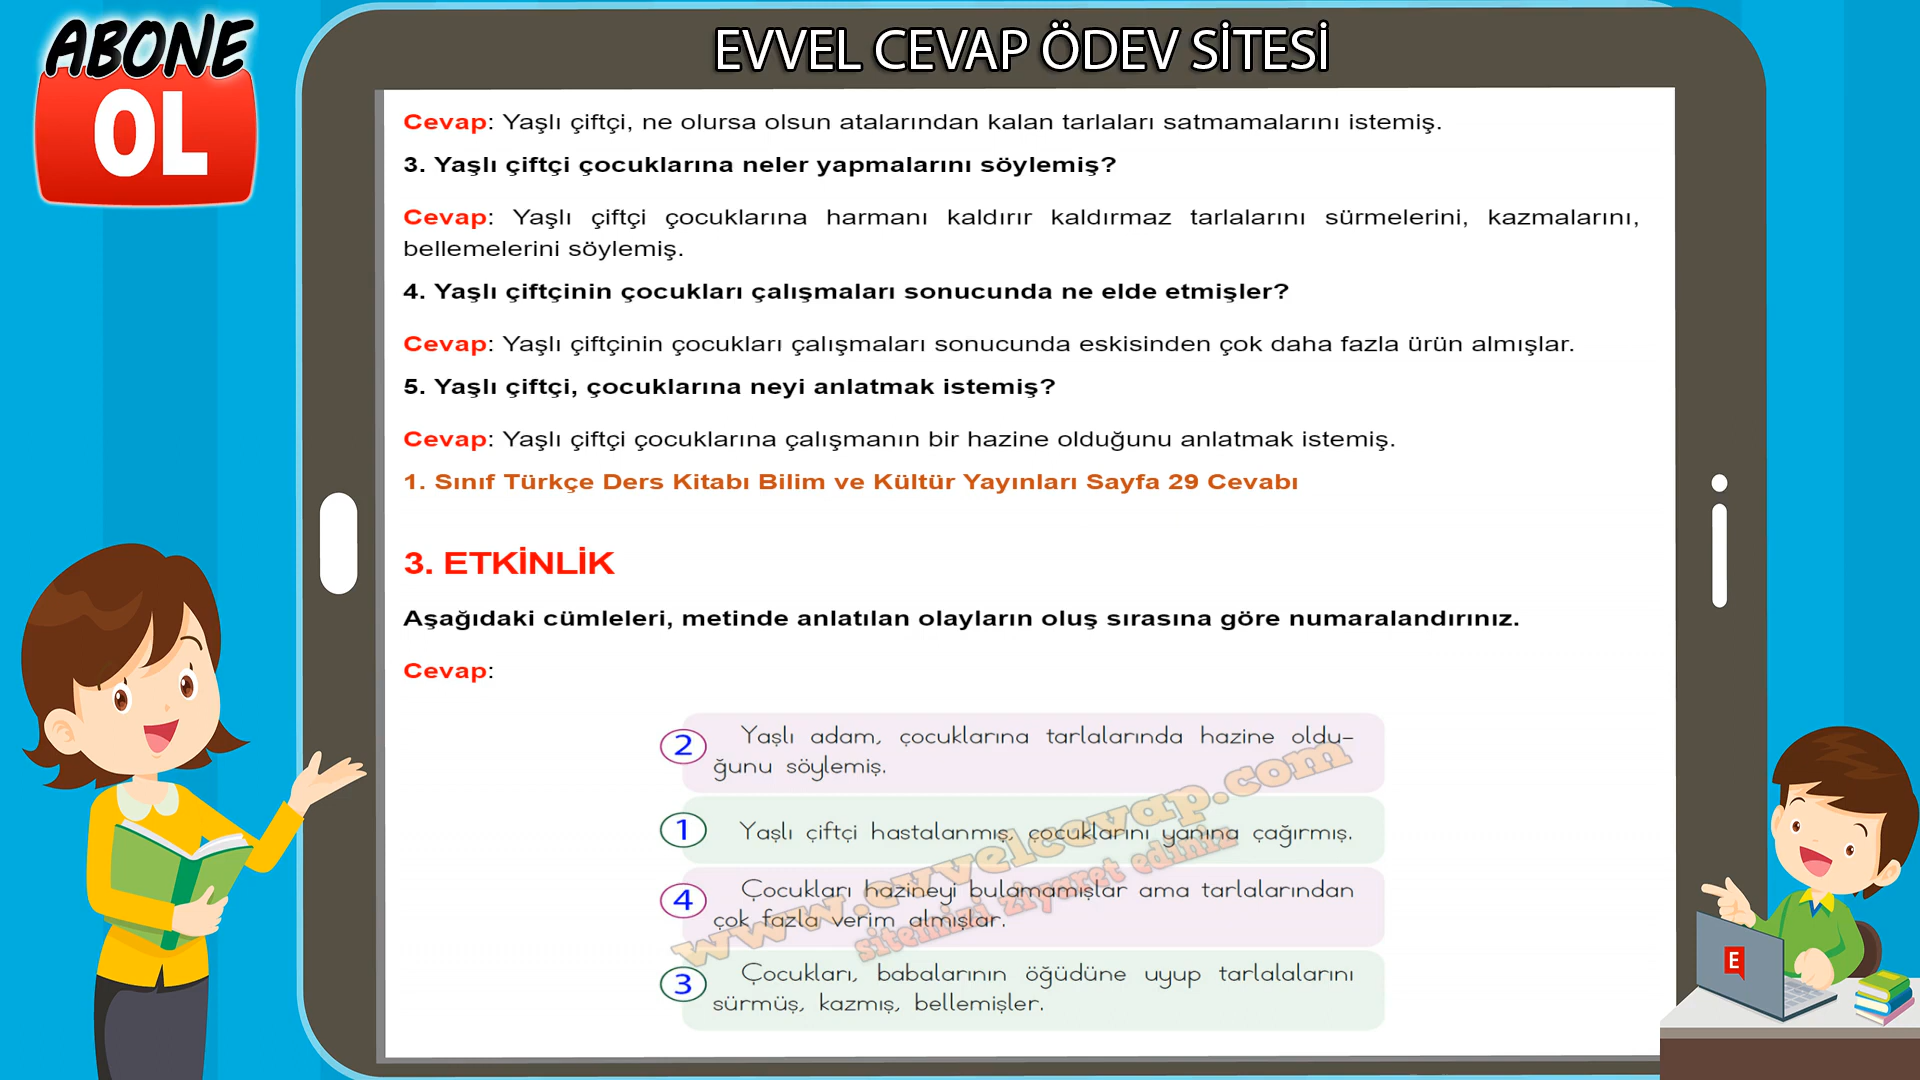 ABONE
OL
EVVEL CEVAP ÖDEV SİTESİ
Cevap: Yaşlı çiftçi, ne olursa olsun atalarından kalan tarlaları satmamalarını istemiş.
3. Yaşlı çiftçi çocuklarına neler yapmalarını söylemiş?
Cevap: Yaşlı çiftçi çocuklarına harmanı kaldırır kaldırmaz tarlalarını sürmelerini, kazmalarını,
bellemelerini söylemiş.
4. Yaşlı çiftçinin çocukları çalışmaları sonucunda ne elde etmişler?
Cevap: Yaşlı çiftçinin çocukları çalışmaları sonucunda eskisinden çok daha fazla ürün almışlar.
5. Yaşlı çiftçi, çocuklarına neyi anlatmak istemiş?
Cevap: Yaşlı çiftçi çocuklarına çalışmanın bir hazine olduğunu anlatmak istemiş.
1. Sınıf Türkçe Ders Kitabı Bilim ve Kültür Yayınları Sayfa 29 Cevabı
3. ETKİNLİK
Aşağıdaki cümleleri, metinde anlatılan olayların oluş sırasına göre numaralandırınız.
Cevap:
2 Yaşlı adam, çocuklarına tarlalarında hazine oldu-
ğunu söylemiş.
1 Yaşlı çiftçi hastalanmış, çocuklarını yanına çağırmış.
4 Çocukları hazineyi bulamamışlar ama tarlalarından
çok fazla verim almışlar.
3 Çocukları, babalarının öğüdüne uyup tarlalalarını
sürmüş, kazmış, bellemişler.
www.evvelcevap.com
sitemizi ziyaret ediniz
E